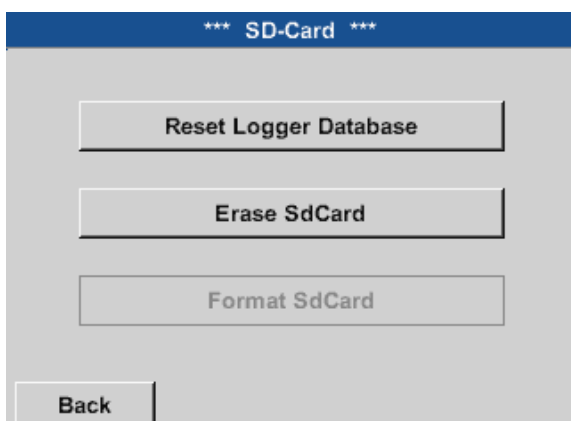 *** SD-Card ***
Reset Logger Database
Erase SdCard
Format SdCard
Back